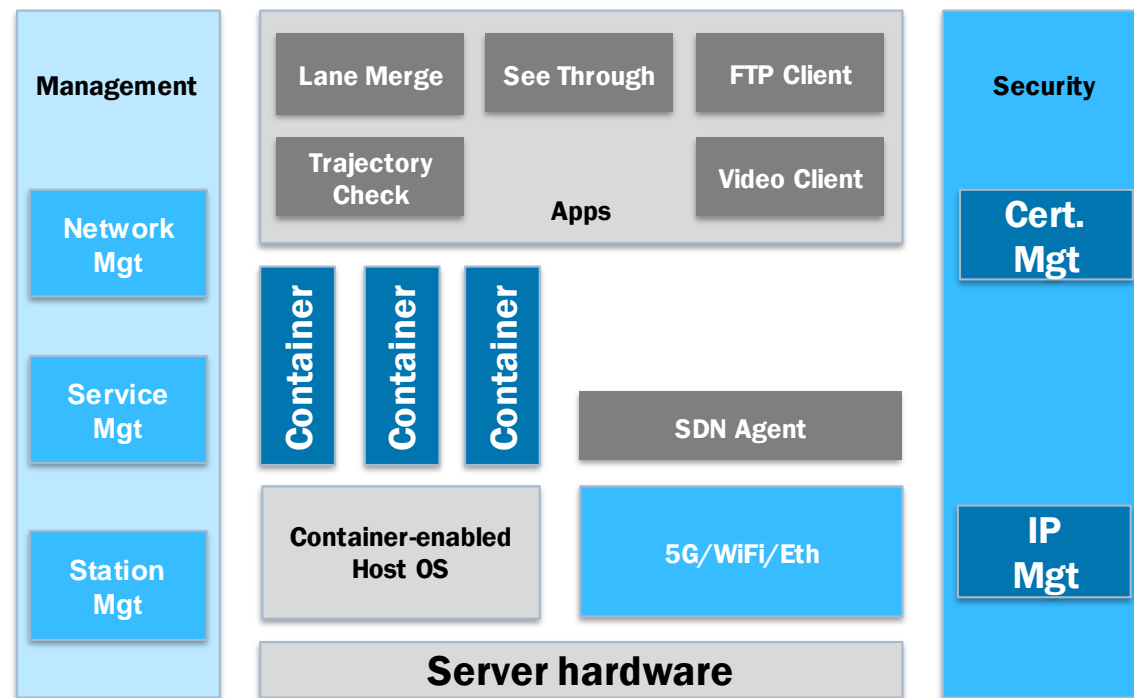 Management
Network
Mgt
Service
Mgt
Station
Mgt
Lane Merge
See Through
FTP Client
Trajectory
Check
Video Client
Apps
Container
Container
Container
SDN Agent
Container-enabled
Host OS
5G/WiFi/Eth
Server hardware
Security
Cert.
Mgt
IP
Mgt